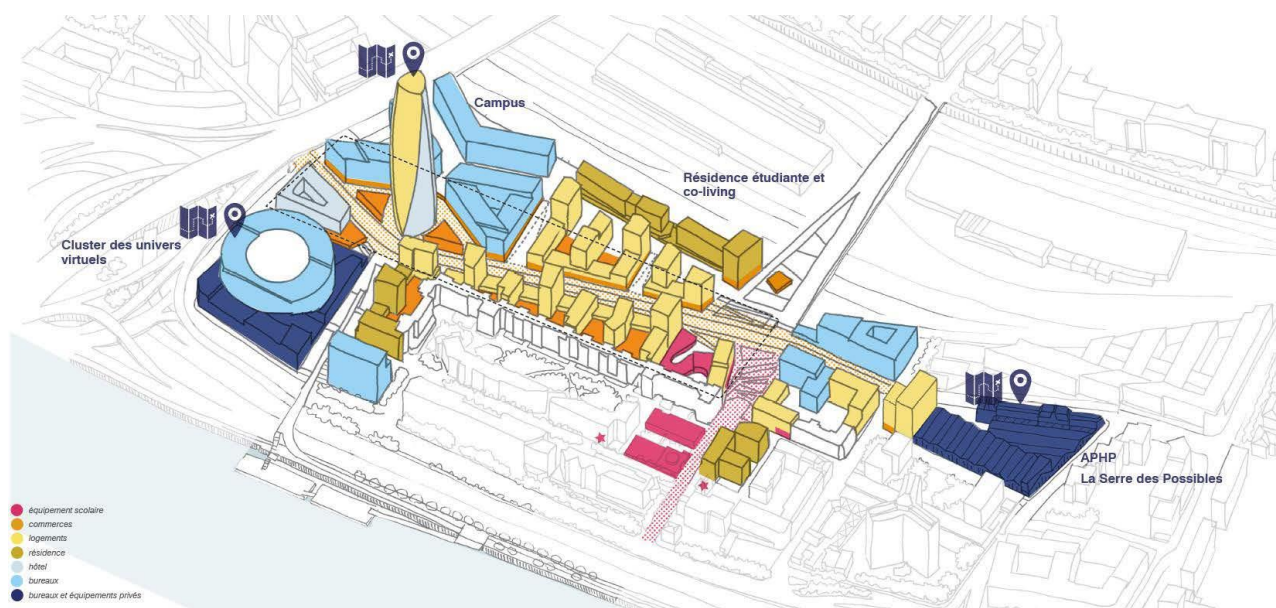 Campus
Résidence étudiante et
co-living
Cluster des univers
virtuels
APHP
La Serre des Possibles
équipement scolaire
commerces
logements
résidence
hôtel
bureaux
bureaux et équipements privés